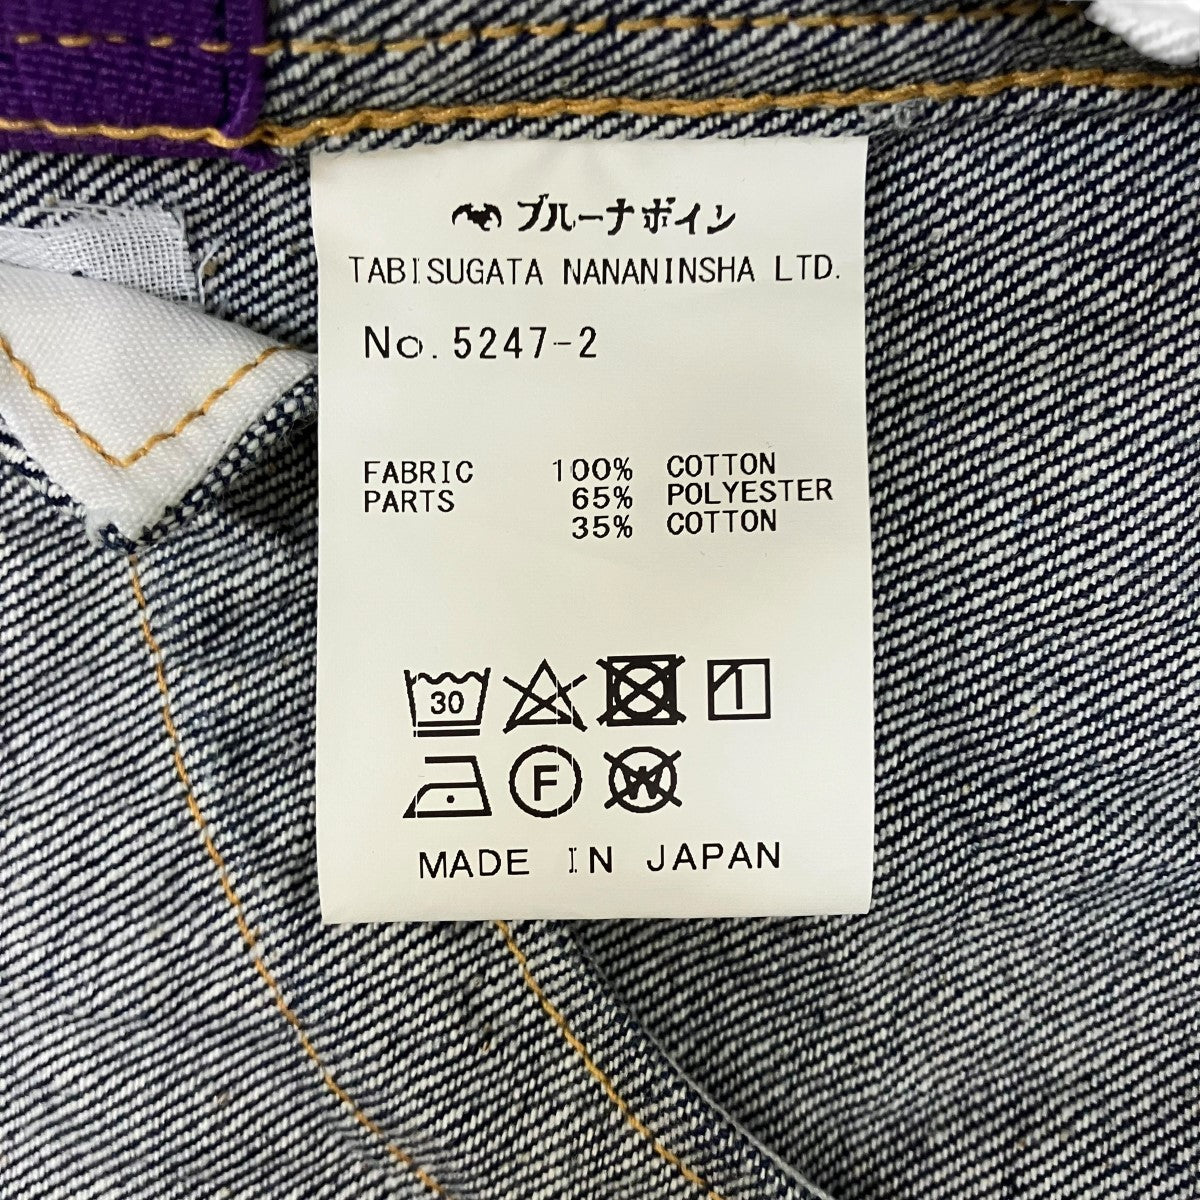 ブルーナボイン
TABISUGATA NANANINSHA LTD.
No. 5247-2
FABRIC 100% COTTON
PARTS 65% POLYESTER
35% COTTON
30
F
W
MADE IN JAPAN